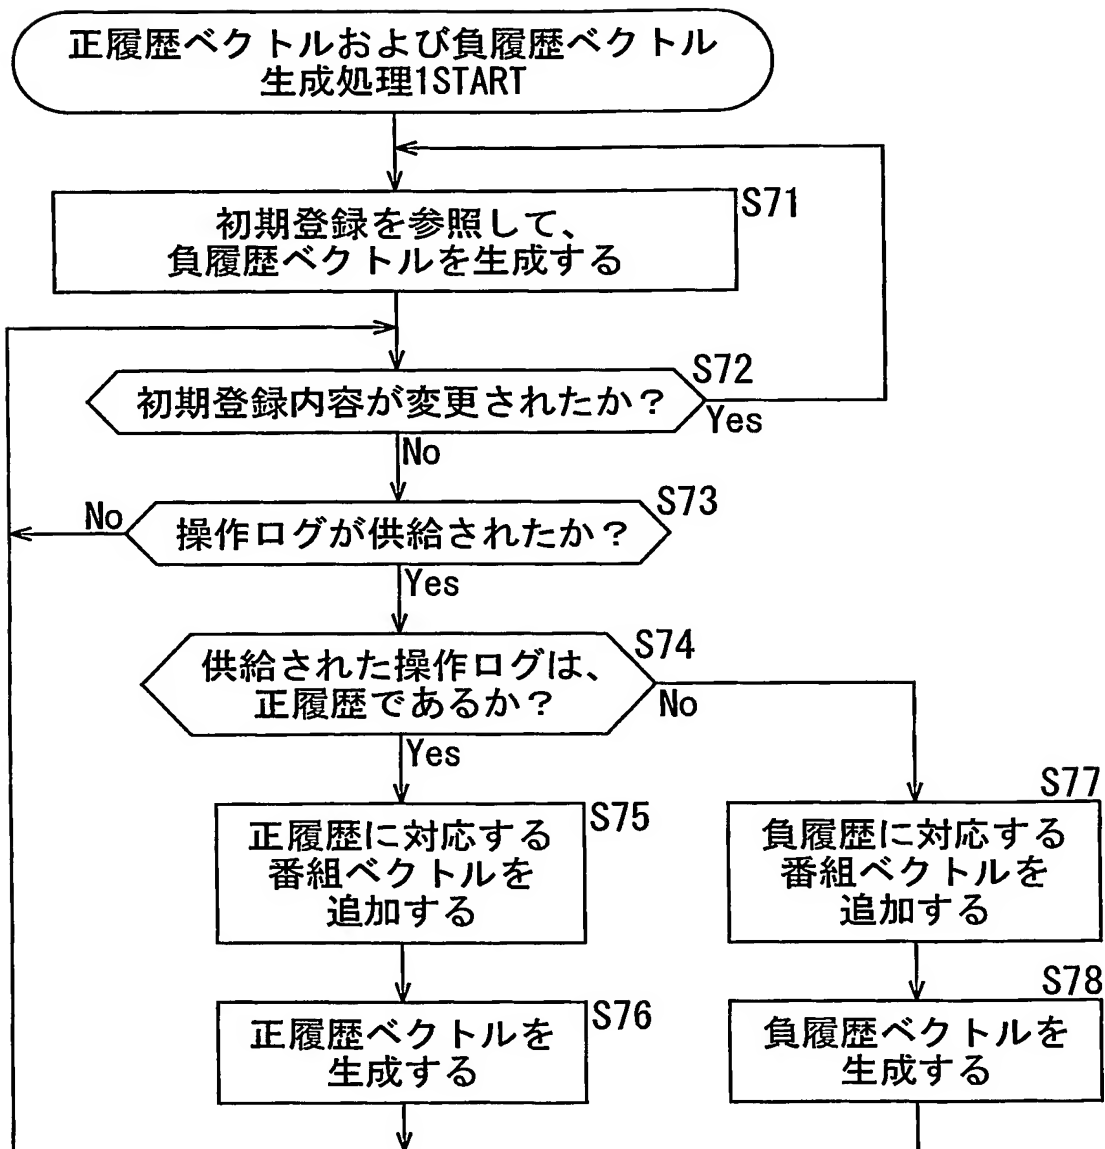 正履歴ベクトルおよび負履歴ベクトル
生成処理1START
S71
初期登録を参照して、
負履歴ベクトルを生成する
S72
初期登録内容が変更されたか？
Yes
No
S73
No
操作ログが供給されたか？
Yes
S74
供給された操作ログは、
正履歴であるか？
No
Yes
S75
正履歴に対応する
番組ベクトルを
追加する
S77
負履歴に対応する
番組ベクトルを
追加する
S76
正履歴ベクトルを
生成する
S78
負履歴ベクトルを
生成する